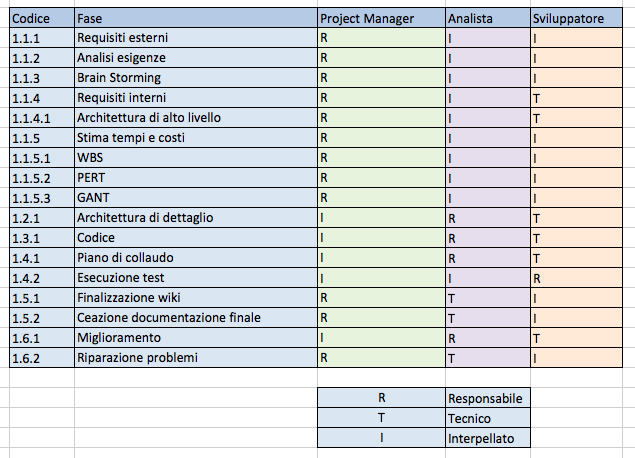 Codice Fase Project Manager Analista Sviluppatore
1.1.1 Requisiti esterni R I I
1.1.2 Analisi esigenze R I I
1.1.3 Brain Storming R I I
1.1.4 Requisiti interni R I T
1.1.4.1 Architettura di alto livello R I T
1.1.5 Stima tempi e costi R I I
1.1.5.1 WBS R I I
1.1.5.2 PERT R I I
1.1.5.3 GANT R I I
1.2.1 Architettura di dettaglio I R T
1.3.1 Codice I R T
1.4.1 Piano di collaudo I R T
1.4.2 Esecuzione test I I R
1.5.1 Finalizzazione wiki R T I
1.5.2 Ceazione documentazione finale R T I
1.6.1 Miglioramento I R T
1.6.2 Riparazione problemi R T I
R Responsabile
T Tecnico
I Interpellato